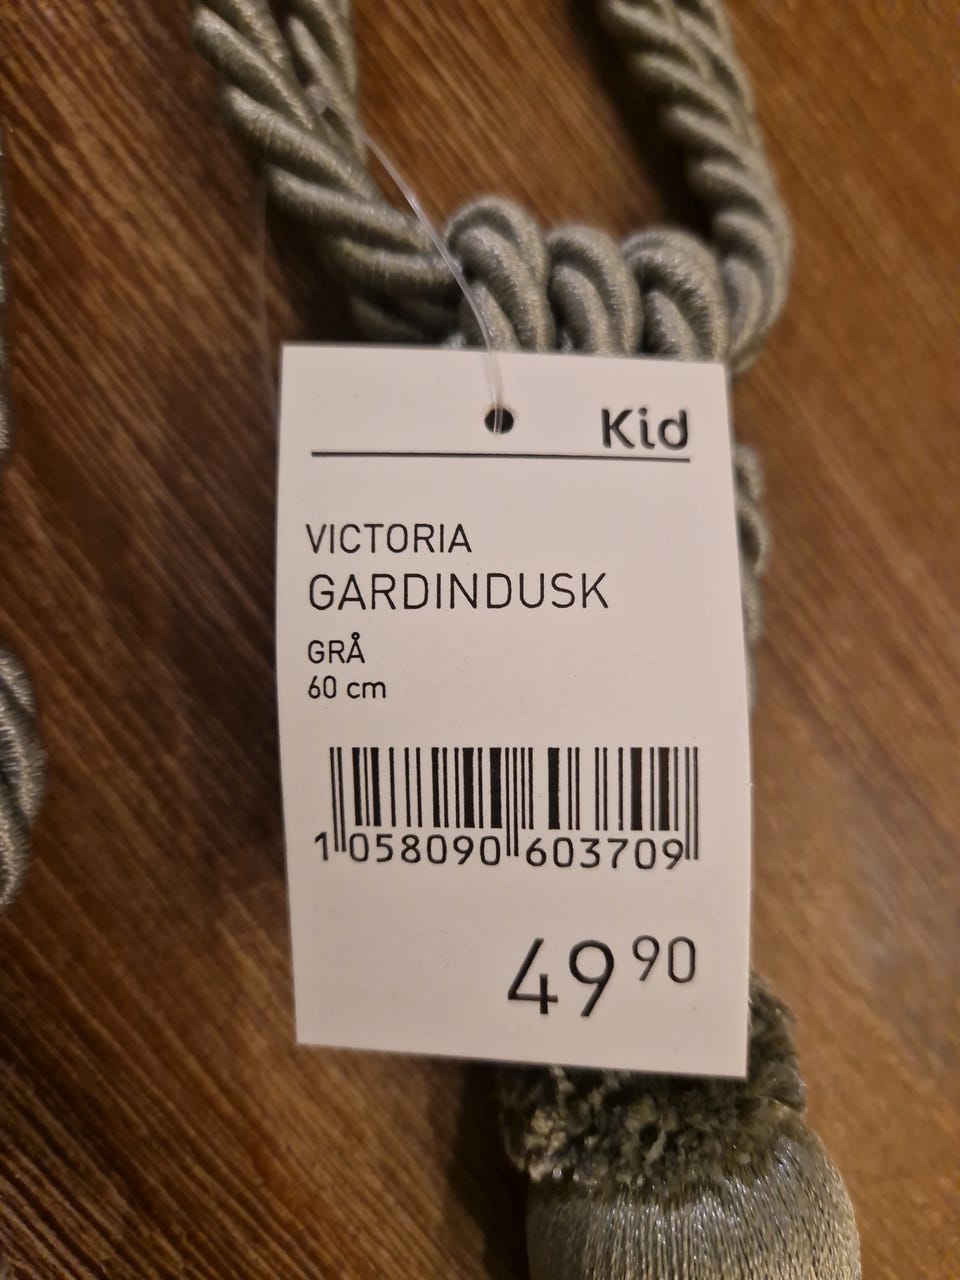 Kid
VICTORIA
GARDINDUSK
GRÅ
60 cm
1 058090 603709
49 90